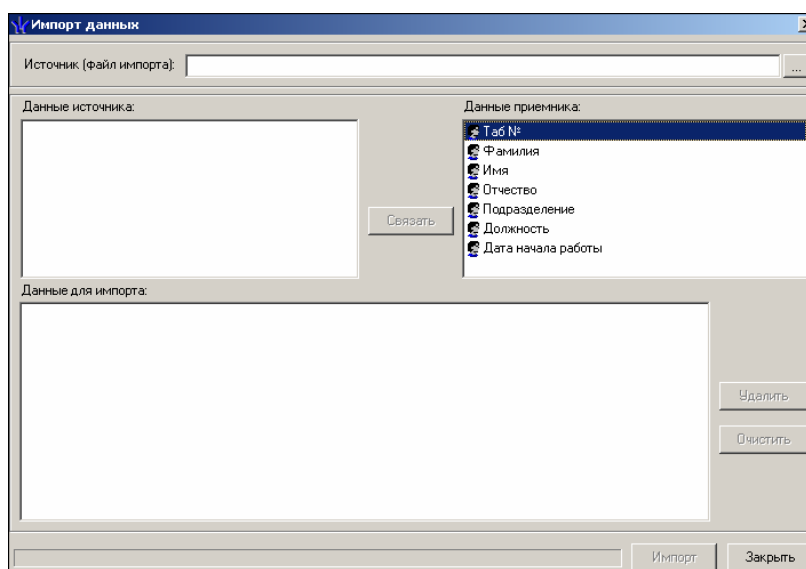 Импорт данных
Источник (файл импорта):
...
Данные источника:
Данные приемника:
Таб №
Фамилия
Имя
Отчество
Подразделение
Должность
Дата начала работы
Связать
Данные для импорта:
Удалить
Очистить
Импорт
Закрыть